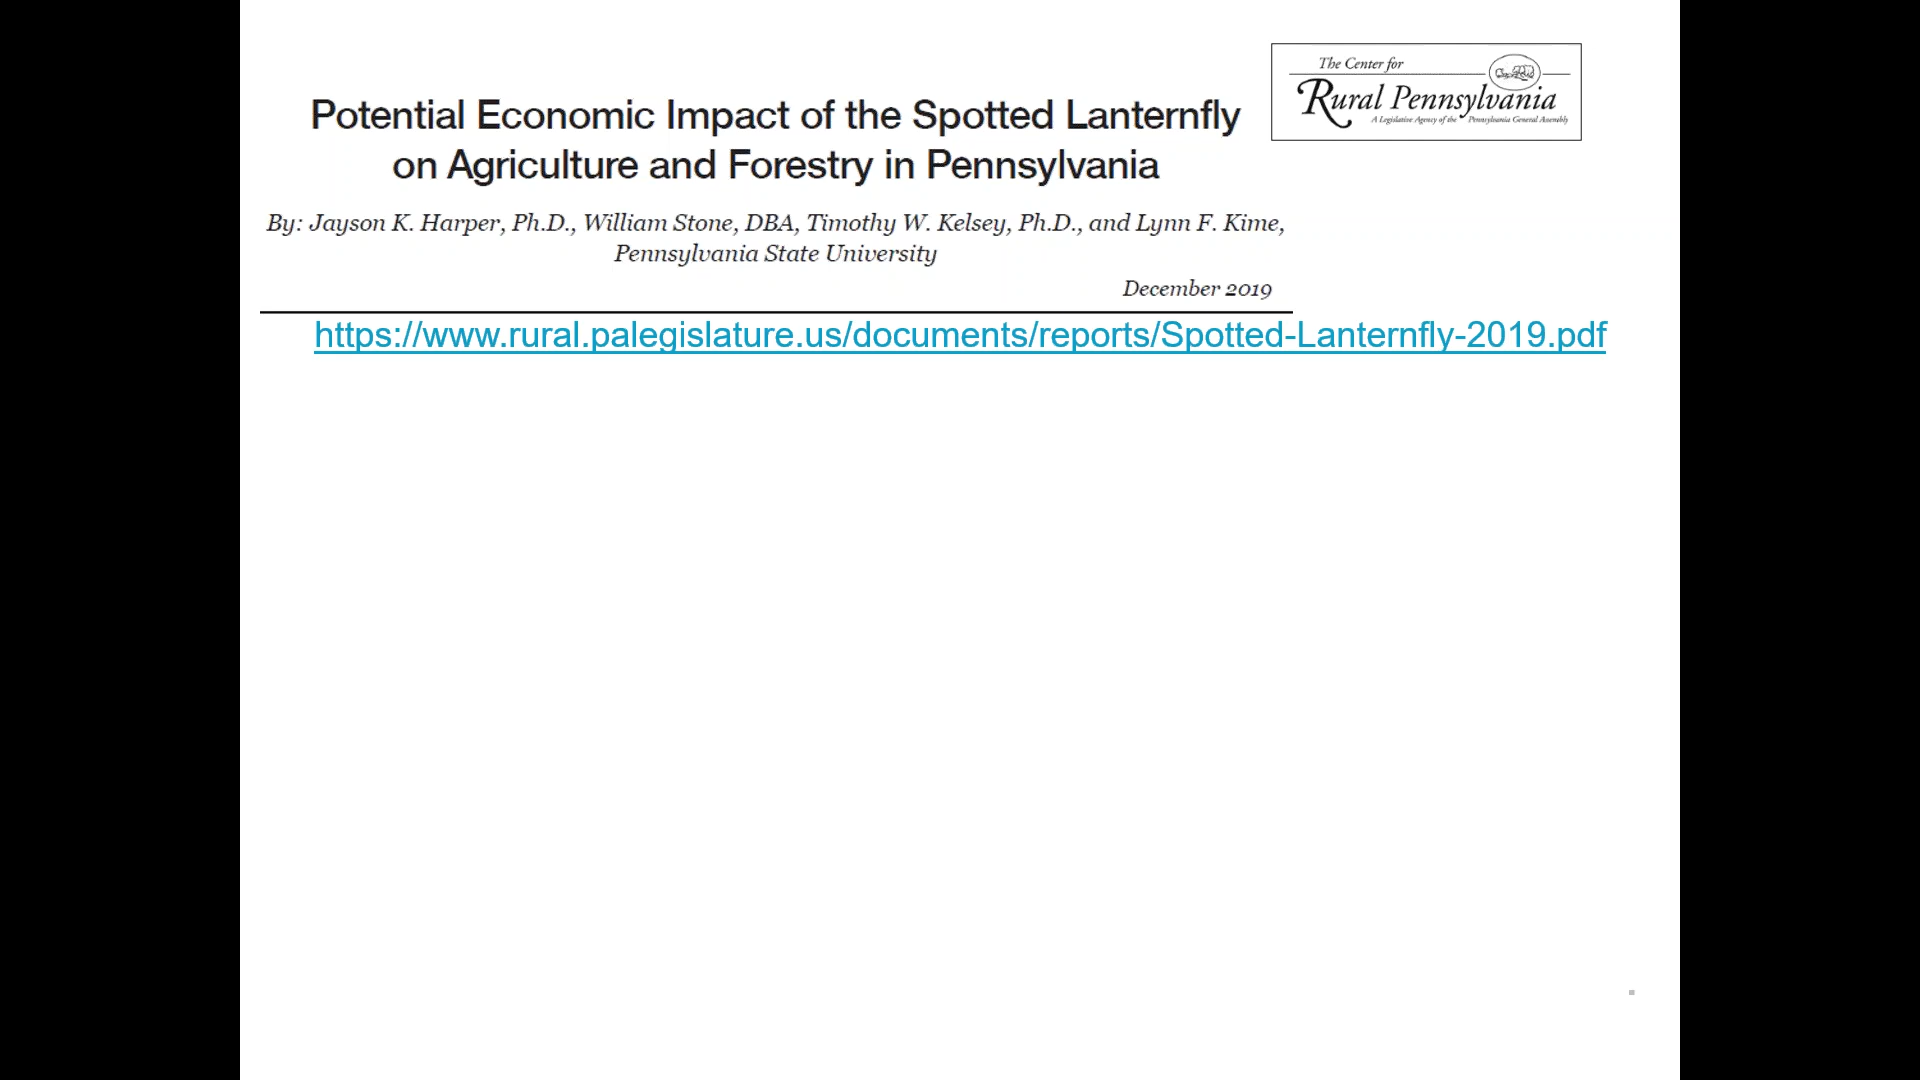 The Center for
Rural Pennsylvania
A Legislative Agency of the Pennsylvania General Assembly
Potential Economic Impact of the Spotted Lanternfly
on Agriculture and Forestry in Pennsylvania
By: Jayson K. Harper, Ph.D., William Stone, DBA, Timothy W. Kelsey, Ph.D., and Lynn F. Kime,
Pennsylvania State University
December 2019
https://www.rural.palegislature.us/documents/reports/Spotted-Lanternfly-2019.pdf